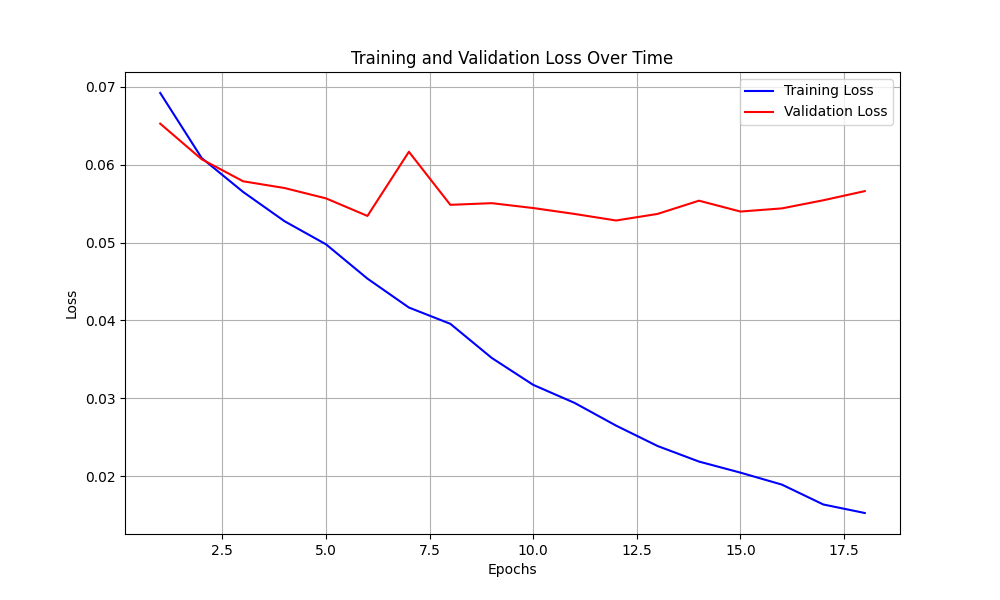 Training and Validation Loss Over Time
Training Loss
Validation Loss
0.07
0.06
0.05
0.04
0.03
0.02
Loss
2.5 5.0 7.5 10.0 12.5 15.0 17.5
Epochs